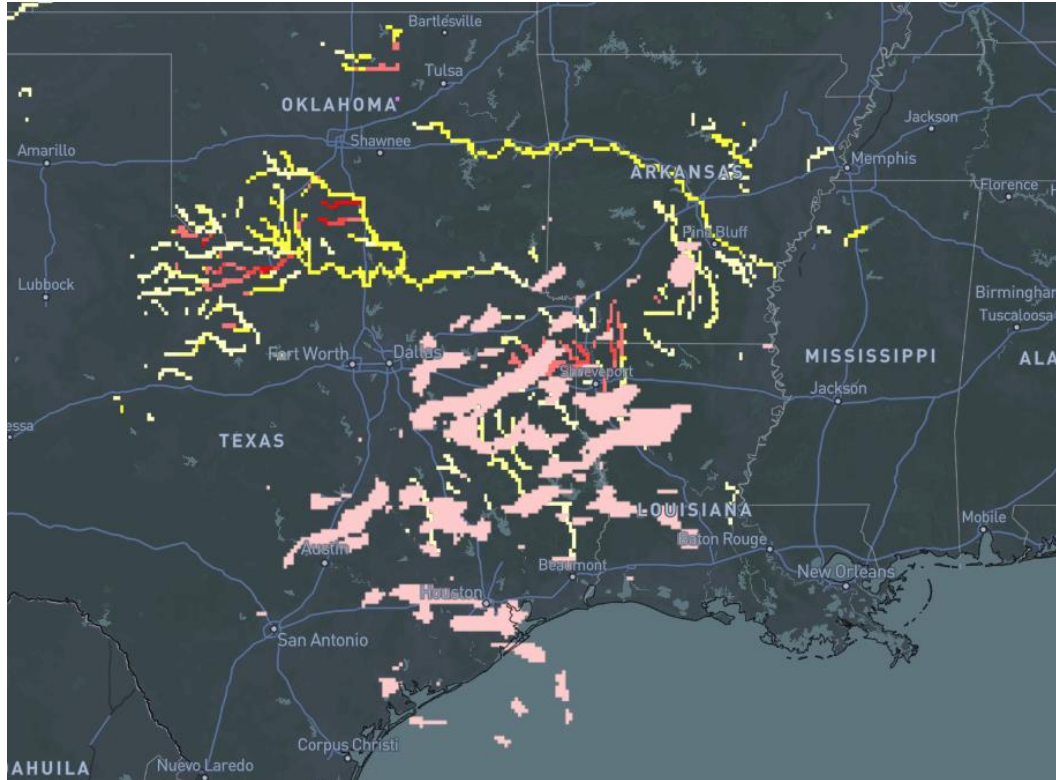 Bartlesville
Tulsa
OKLAHOMA
Jackson
Amarillo
Shawnee
Memphis
ARKANSAS
Florence
Pine Bluff
Lubbock
Birmingham
Tuscaloosa
Fort Worth
Dallas
MISSISSIPPI
ALA
Shreveport
Jackson
essa
TEXAS
LOUISIANA
Mobile
Austin
Baton Rouge
Beaumont
New Orleans
Houston
San Antonio
Corpus Christi
AHUILA
Nuevo Laredo